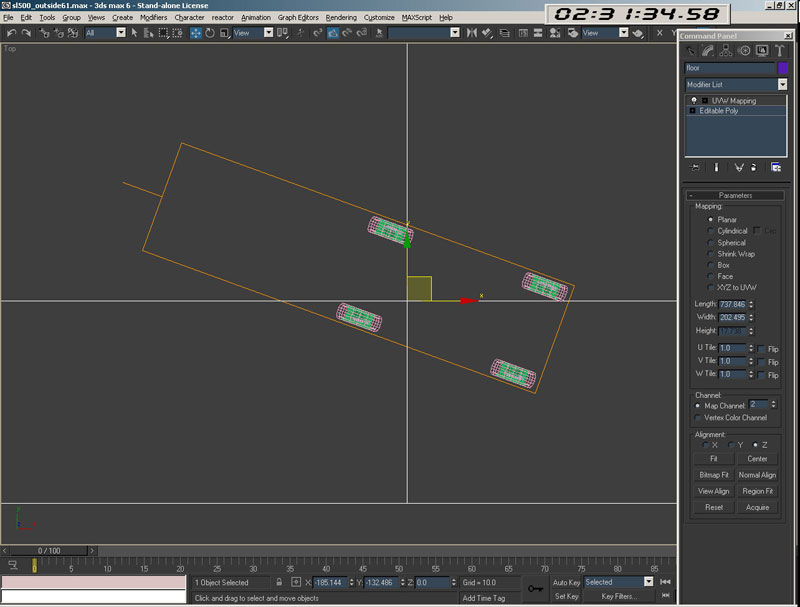 sl500_outside61.max - 3ds max 6 - Stand-alone License
02:31:34.58
File Edit Tools Group Views Create Modifiers Character reactor Animation Graph Editors Rendering Customize MAXScript Help
All View View X Y
Command Panel
Top
floor
Modifier List
UVW Mapping
Editable Poly
Parameters
Mapping:
Planar
Cylindrical
Spherical
Shrink Wrap
Box
Face
XYZ to UVW
Length: 737.846
Width: 202.495
Height:
U Tile: 1.0 Flip
V Tile: 1.0 Flip
W Tile: 1.0 Flip
Channel:
Map Channel: 2
Vertex Color Channel
Alignment:
X Y Z
Fit Center
Bitmap Fit Normal Align
View Align Region Fit
Reset Acquire
y
x
0 / 100
0 5 10 15 20 25 30 35 40 45 50 55 60 65 70 75 80 85
1 Object Selected X: -185.144 Y: -132.486 Z: 0.0 Grid = 10.0 Auto Key Selected
Click and drag to select and move objects Add Time Tag Set Key Key Filters...